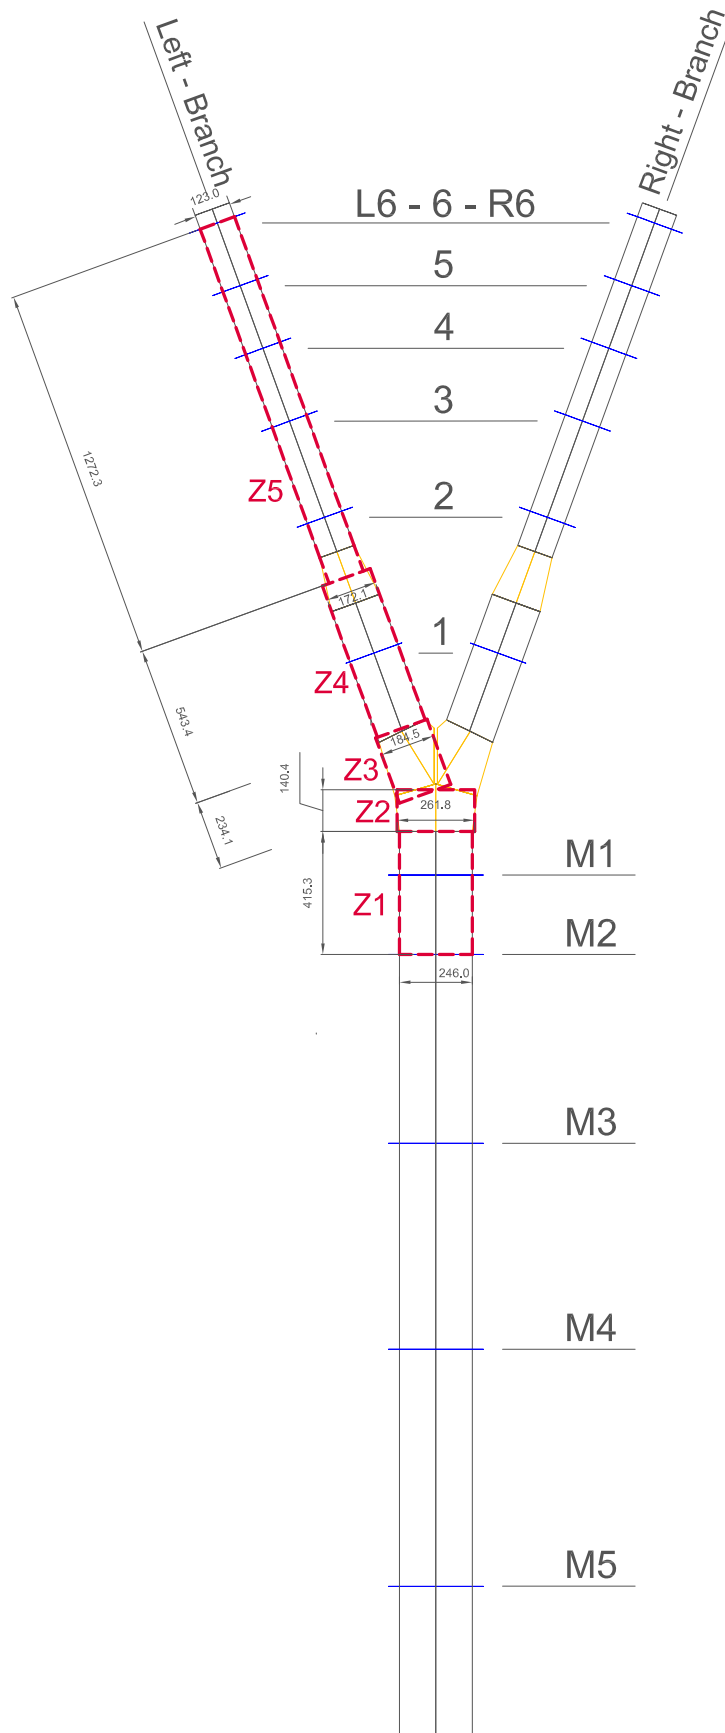 Left - Branch
Right - Branch
123.0
L6 - 6 - R6
5
4
3
1272.3
Z5
2
172.1
1
Z4
543.4
184.5
Z3
140.4
261.8
Z2
234.1
M1
415.3
Z1
M2
246.0
M3
M4
M5